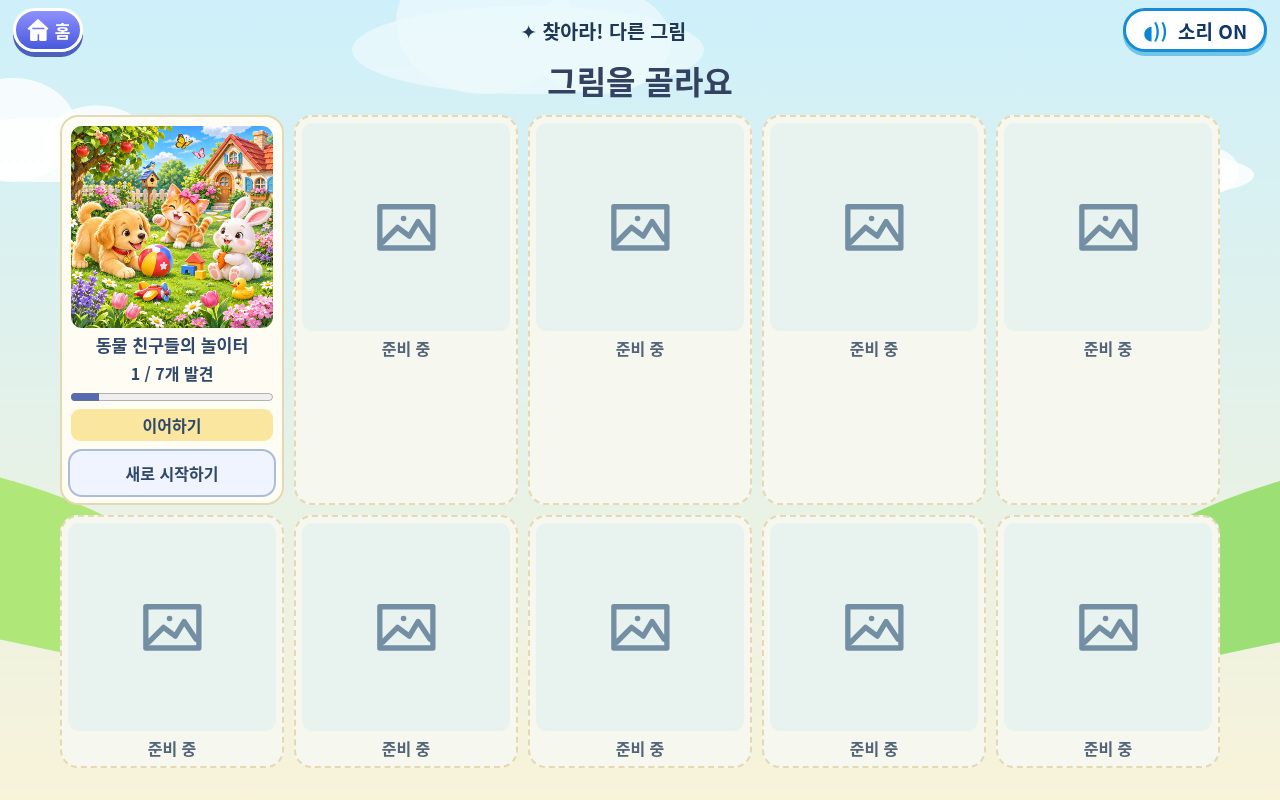 홈
✦ 찾아라! 다른 그림
소리 ON
그림을 골라요
동물 친구들의 놀이터
1 / 7개 발견
이어하기
새로 시작하기
준비 중
준비 중
준비 중
준비 중
준비 중
준비 중
준비 중
준비 중
준비 중